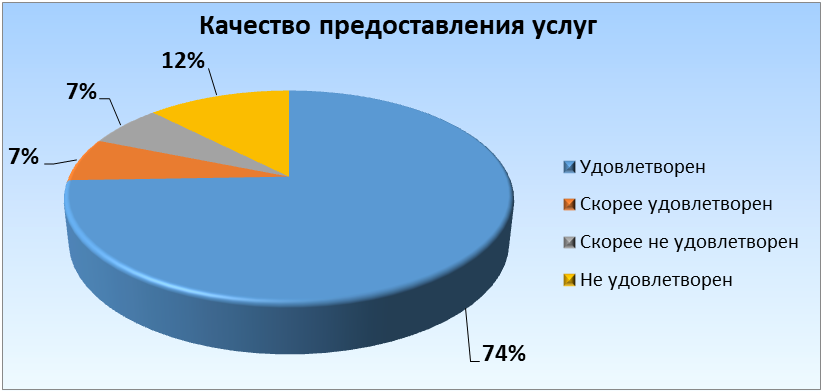 Качество предоставления услуг
12%
7%
7%
74%
Удовлетворен
Скорее удовлетворен
Скорее не удовлетворен
Не удовлетворен